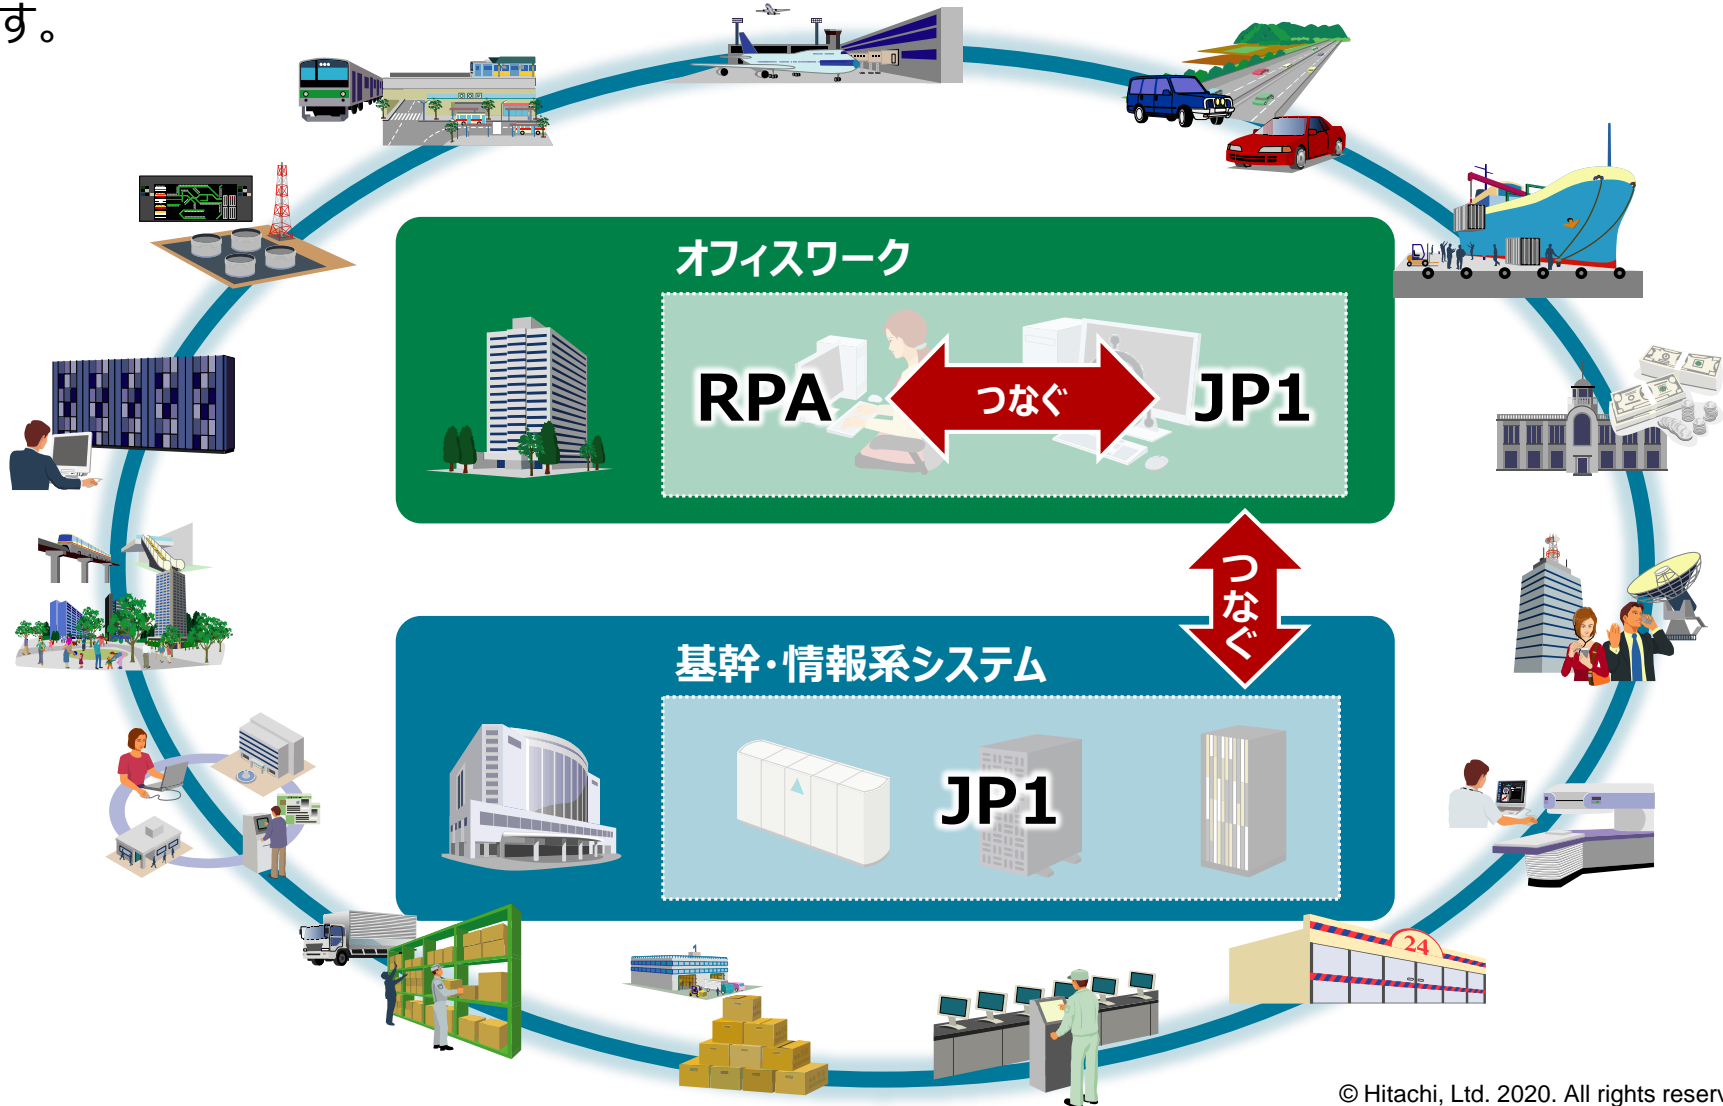 す。
オフィスワーク
RPA
つなぐ
JP1
つなぐ
基幹・情報系システム
JP1
24
© Hitachi, Ltd. 2020. All rights reserv